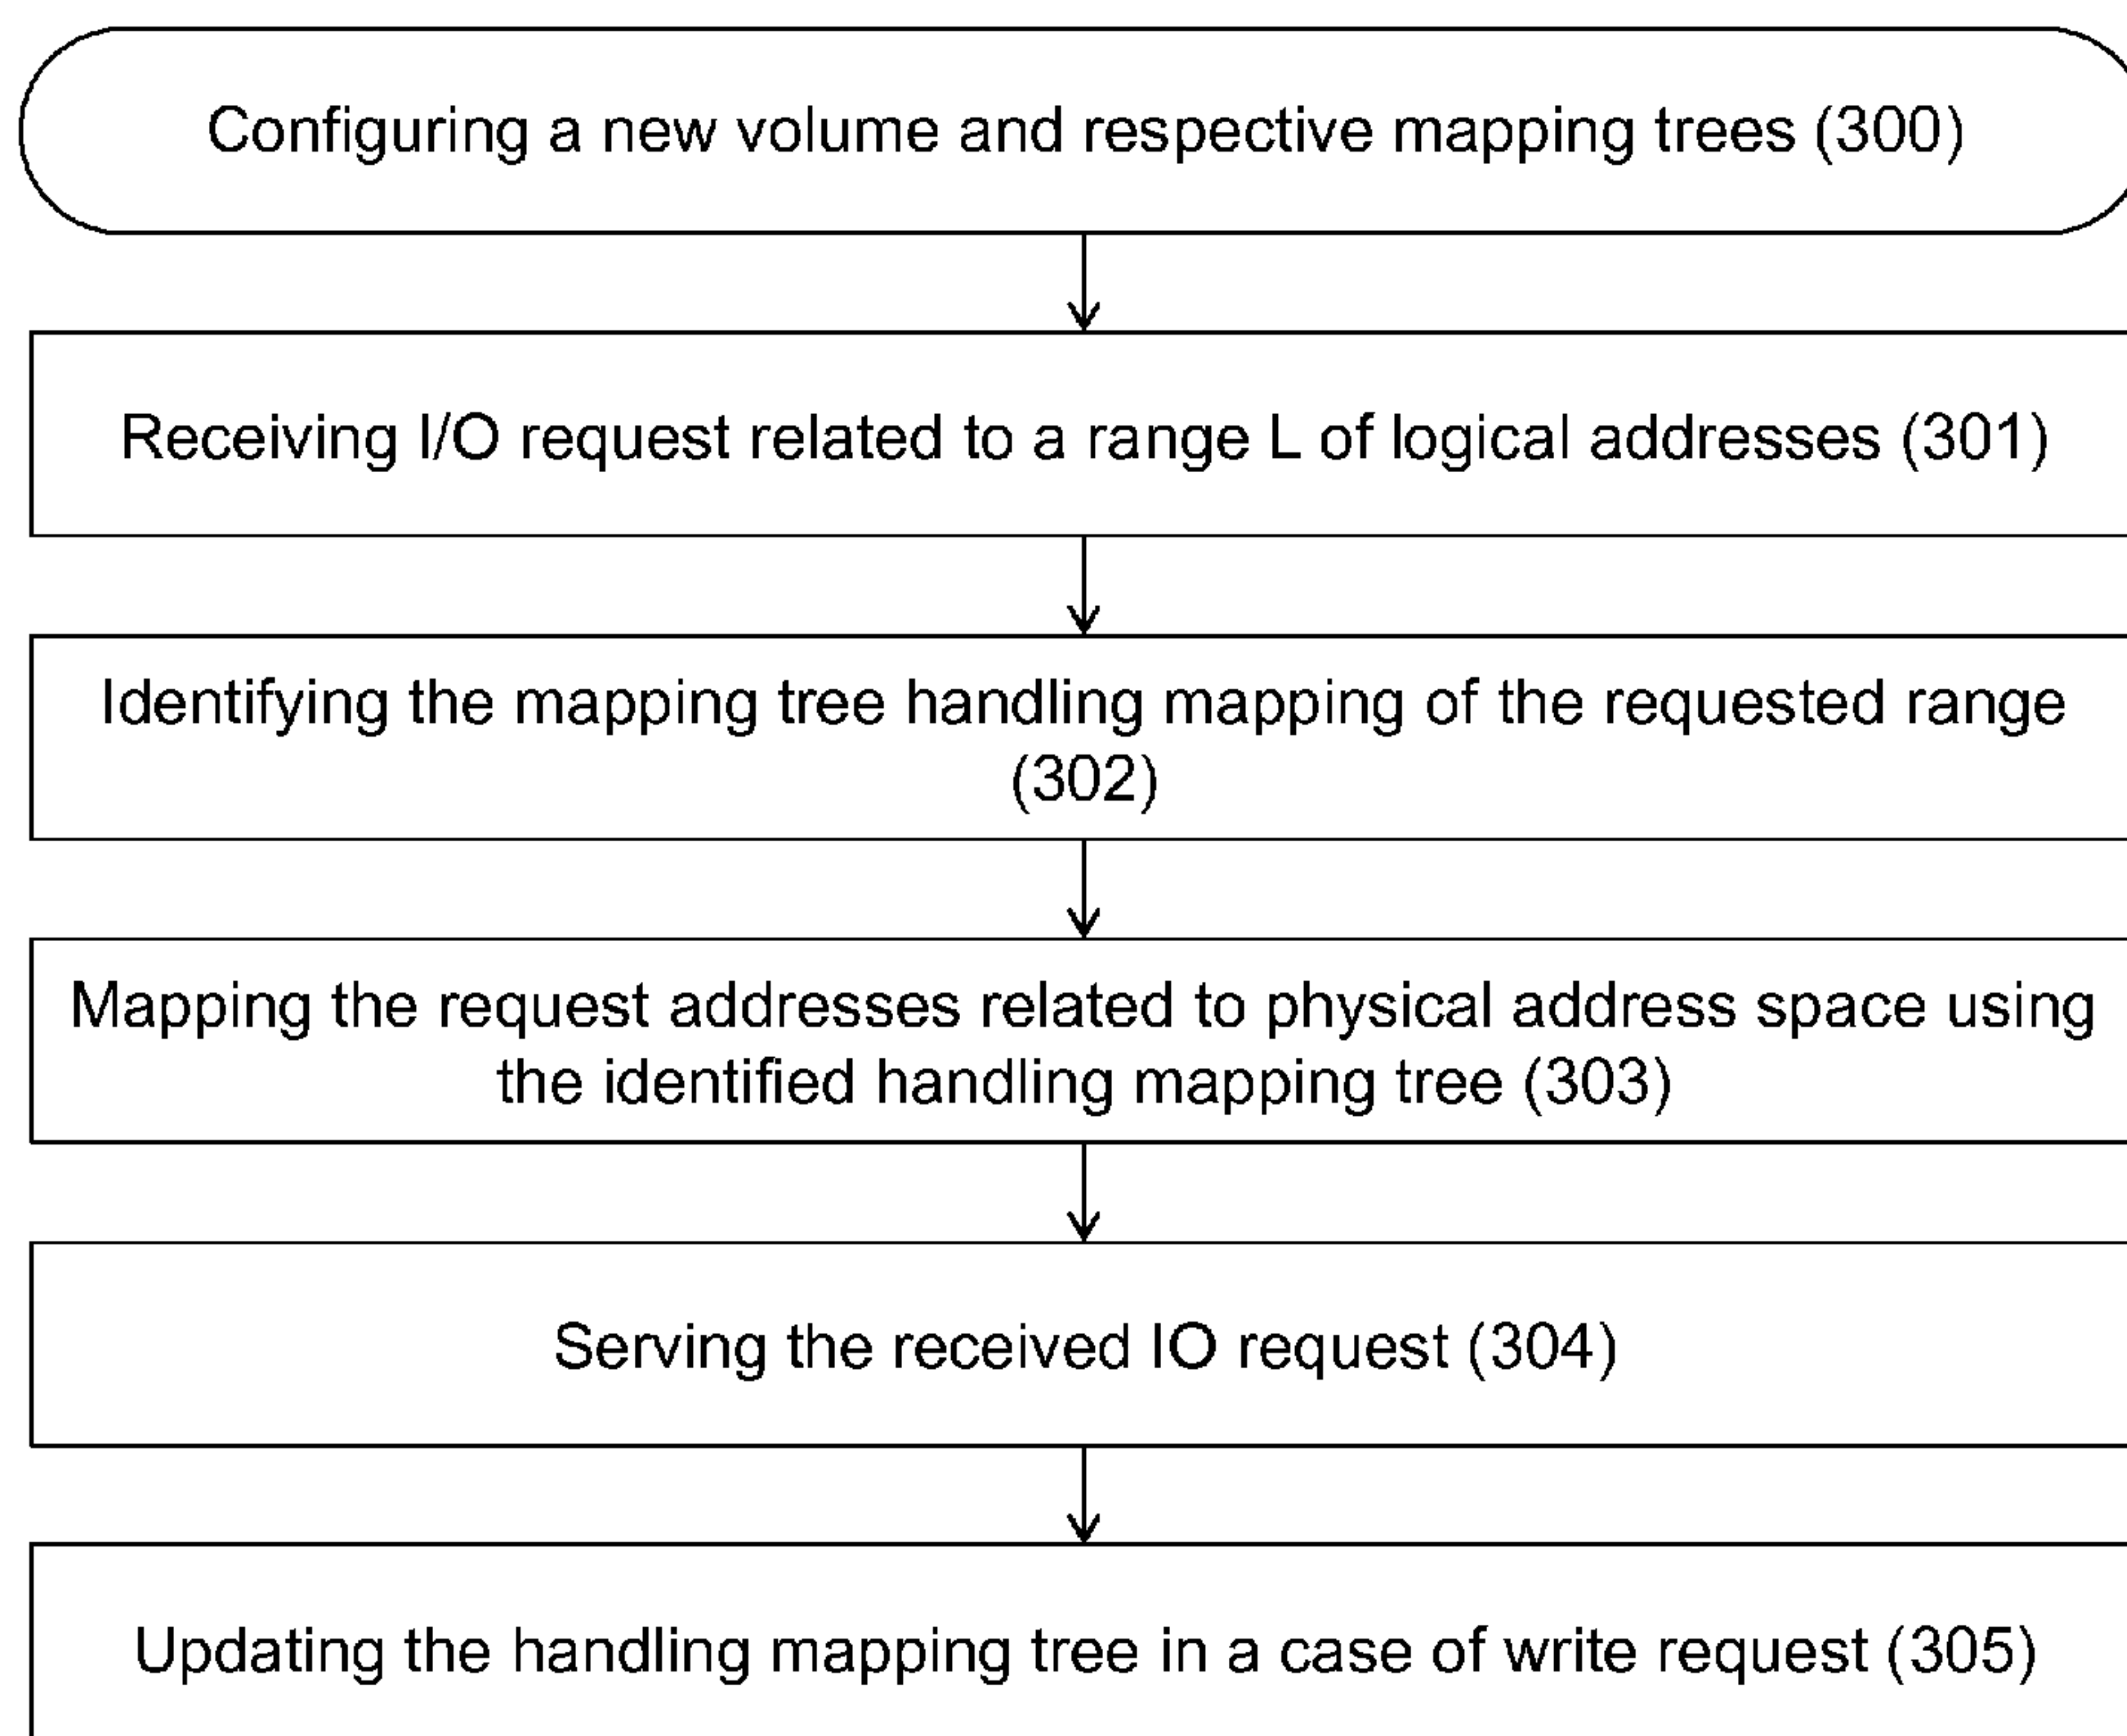 Configuring a new volume and respective mapping trees (300)
Receiving I/O request related to a range L of logical addresses (301)
Identifying the mapping tree handling mapping of the requested range
(302)
Mapping the request addresses related to physical address space using
the identified handling mapping tree (303)
Serving the received IO request (304)
Updating the handling mapping tree in a case of write request (305)